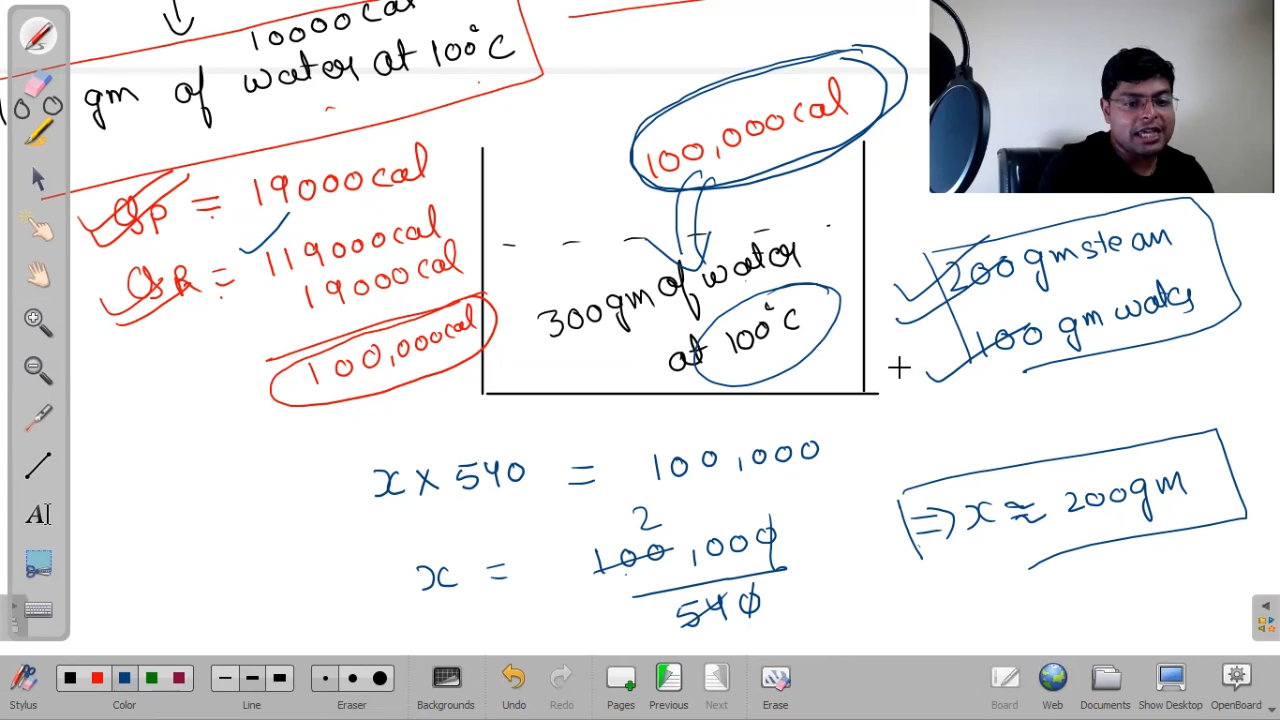 10000 cal
gm of water at 100°C
QP = 19000 cal
QR = 119000 cal
19000 cal
100,000 cal
100,000 cal
300gm of water
at 100°C
200 gm steam
100 gm water
+
x × 540 = 100,000
2
x = 100,000
540
⇒ x ≈ 200gm
A
Stylus
Color
Line
Eraser
Backgrounds
Undo
Redo
Pages
Previous
Next
Erase
Board
Web
Documents
Show Desktop
OpenBoard